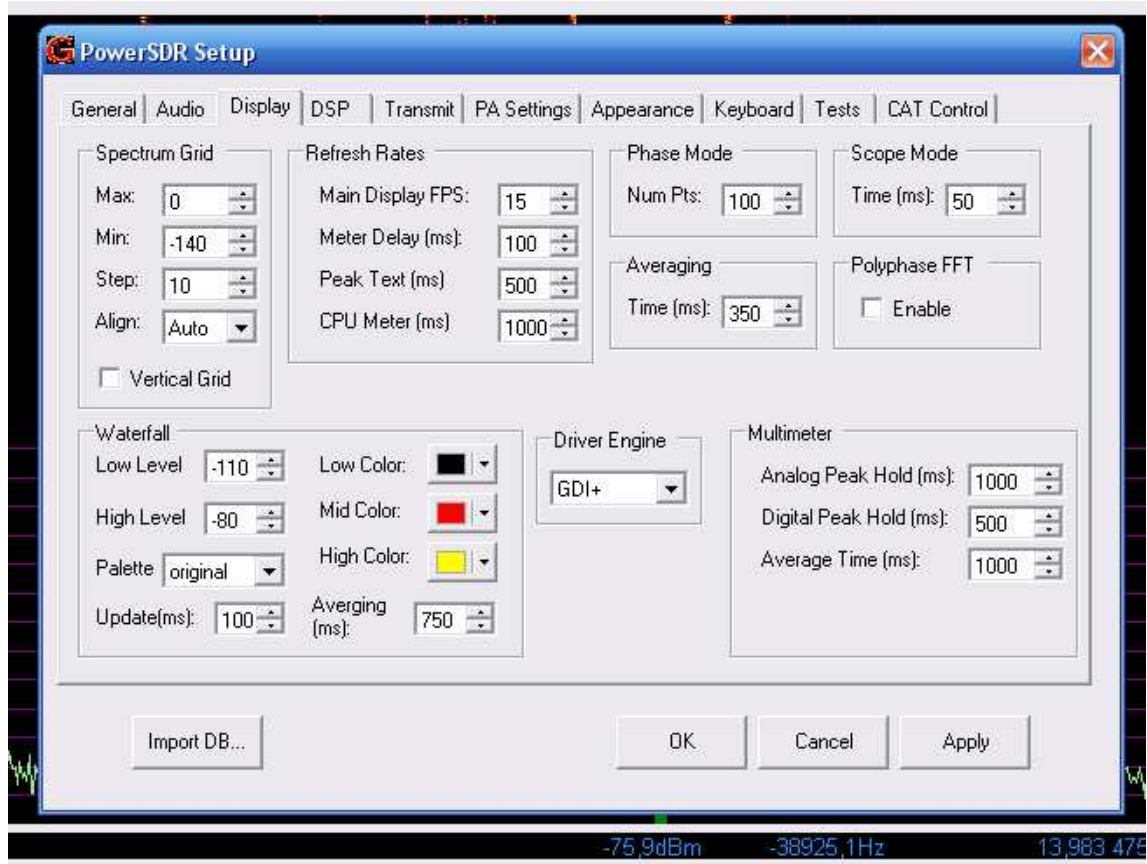 PowerSDR Setup
General Audio Display DSP Transmit PA Settings Appearance Keyboard Tests CAT Control
Spectrum Grid
Max: 0
Min: -140
Step: 10
Align: Auto
Vertical Grid
Refresh Rates
Main Display FPS: 15
Meter Delay (ms): 100
Peak Text (ms) 500
CPU Meter (ms) 1000
Phase Mode
Num Pts: 100
Scope Mode
Time (ms): 50
Averaging
Time (ms): 350
Polyphase FFT
Enable
Waterfall
Low Level -110
High Level -80
Palette original
Update(ms): 100
Low Color:
Mid Color:
High Color:
Averging
(ms): 750
Driver Engine
GDI+
Multimeter
Analog Peak Hold (ms): 1000
Digital Peak Hold (ms): 500
Average Time (ms): 1000
Import DB...
OK
Cancel
Apply
-75,9dBm -38925,1Hz 13,983 475